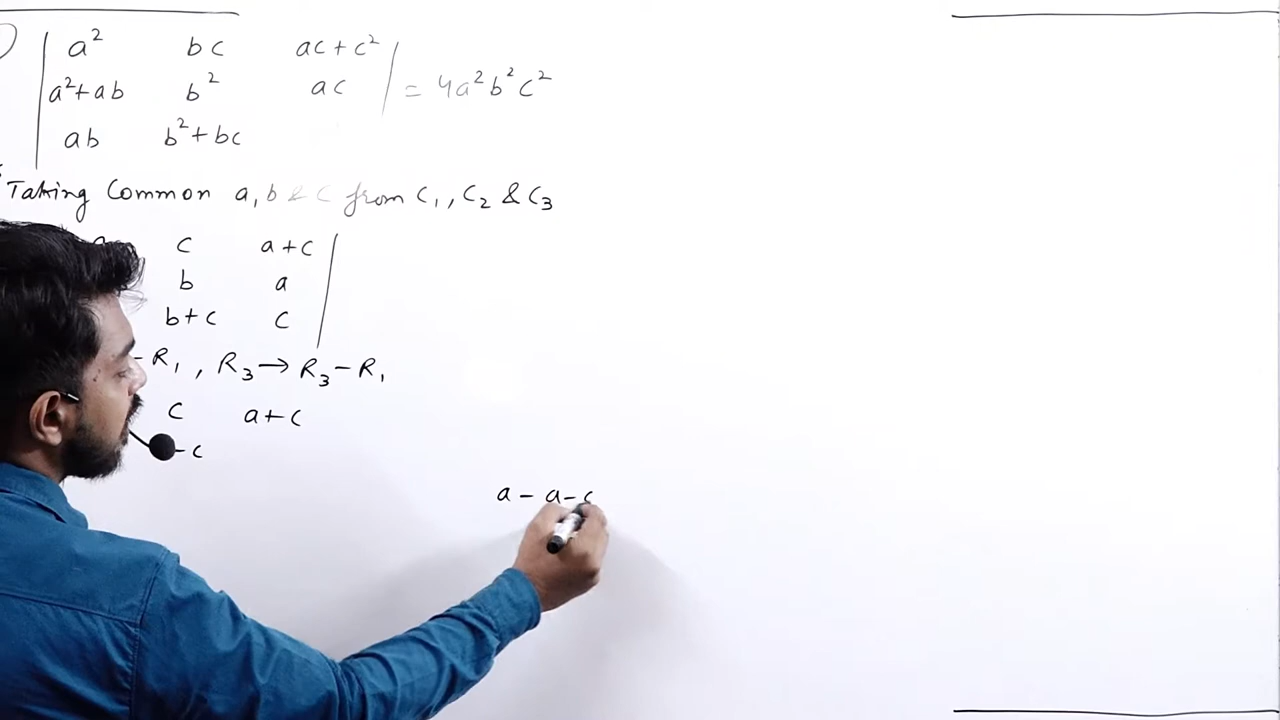 a² bc ac+c²
a²+ab b² ac = 4a²b²c²
ab b²+bc
Taking Common a, b & c from C₁, C₂ & C₃
a c a+c
b a
b+c c
-R₁, R₃→R₃-R₁
c a+c
-c
a-a-c